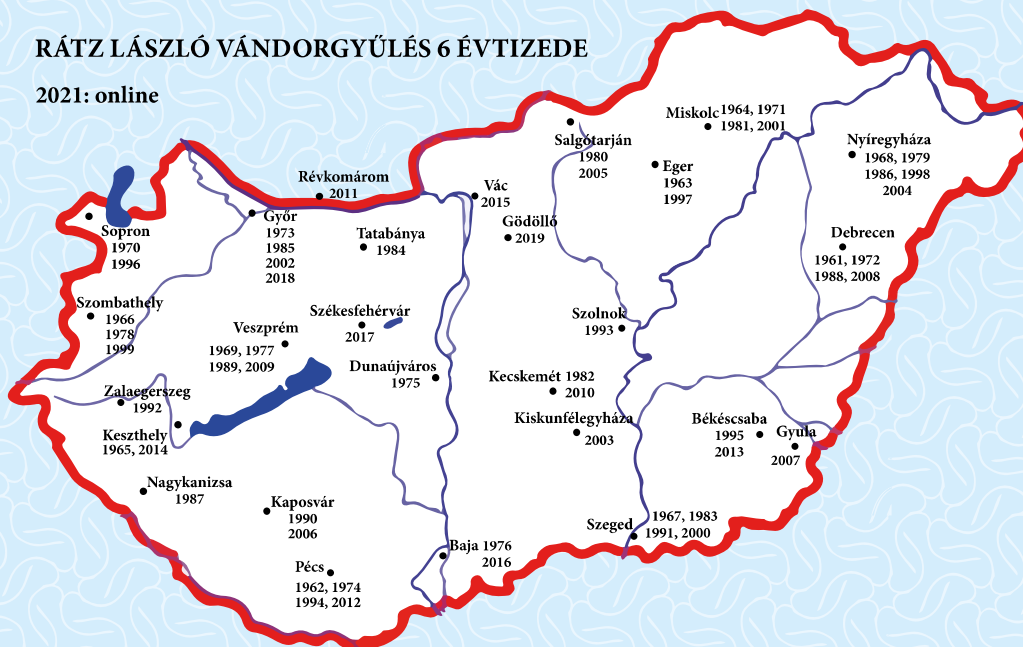 RÁTZ LÁSZLÓ VÁNDORGYŰLÉS 6 ÉVTIZEDE
2021: online
Miskolc 1964, 1971
1981, 2001
Salgótarján
1980
2005
Nyíregyháza
1968, 1979
1986, 1998
2004
Eger
1963
1997
Révkomárom
2011
Vác
2015
Sopron
1970
1996
Győr
1973
1985
2002
2018
Tatabánya
1984
Gödöllő
2019
Debrecen
1961, 1972
1988, 2008
Szombathely
1966
1978
1999
Székesfehérvár
2017
Szolnok
1993
Veszprém
1969, 1977
1989, 2009
Dunaújváros
1975
Kecskemét 1982
2010
Zalaegerszeg
1992
Kiskunfélegyháza
2003
Békéscsaba
1995
2013
Gyula
2007
Keszthely
1965, 2014
Nagykanizsa
1987
Kaposvár
1990
2006
Szeged
1967, 1983
1991, 2000
Baja 1976
2016
Pécs
1962, 1974
1994, 2012